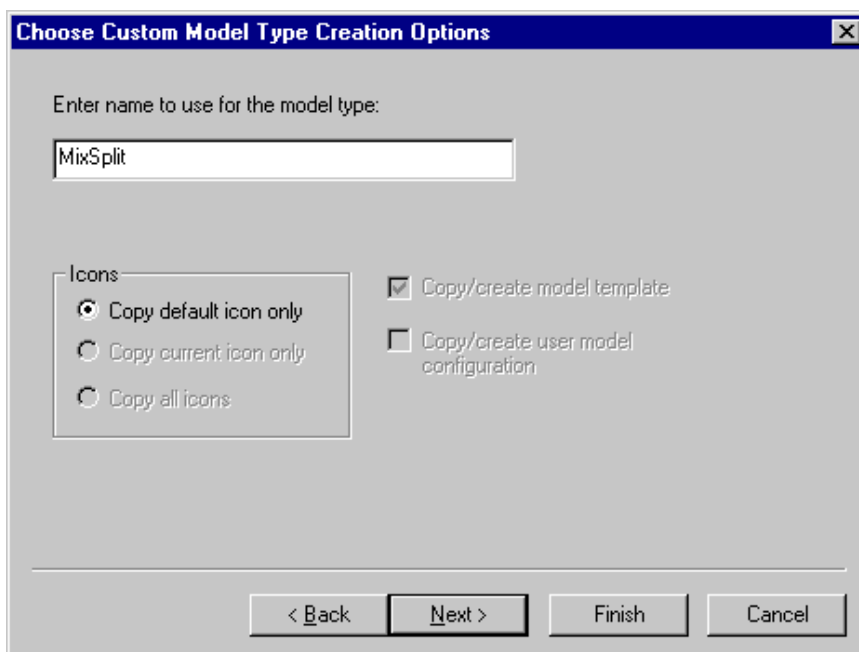 Choose Custom Model Type Creation Options
Enter name to use for the model type:
MixSplit
Icons
Copy default icon only
Copy current icon only
Copy all icons
Copy/create model template
Copy/create user model
configuration
< Back
Next >
Finish
Cancel